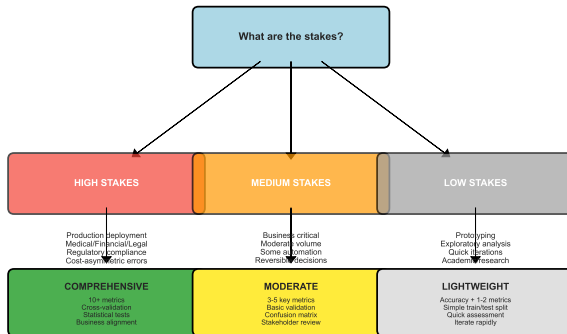 What are the stakes?
HIGH STAKES
MEDIUM STAKES
LOW STAKES
Production deployment
Medical/Financial/Legal
Regulatory compliance
Cost-asymmetric errors
Business critical
Moderate volume
Some automation
Reversible decisions
Prototyping
Exploratory analysis
Quick iterations
Academic research
COMPREHENSIVE
10+ metrics
Cross-validation
Statistical tests
Business alignment
MODERATE
3-5 key metrics
Basic validation
Confusion matrix
Stakeholder review
LIGHTWEIGHT
Accuracy + 1-2 metrics
Simple train/test split
Quick assessment
Iterate rapidly